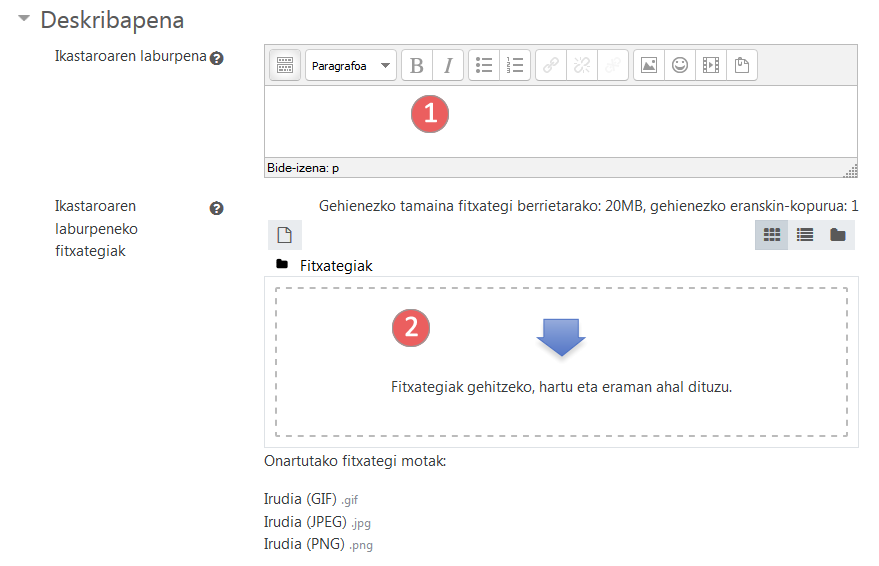 Deskribapena
Ikastaroaren laburpena
Paragrafoa
B I
1
Bide-izena: p
Ikastaroaren
laburpeneko
fitxategiak
Gehienezko tamaina fitxategi berrietarako: 20MB, gehienezko eranskin-kopurua: 1
Fitxategiak
2
Fitxategiak gehitzeko, hartu eta eraman ahal dituzu.
Onartutako fitxategi motak:
Irudia (GIF) .gif
Irudia (JPEG) .jpg
Irudia (PNG) .png